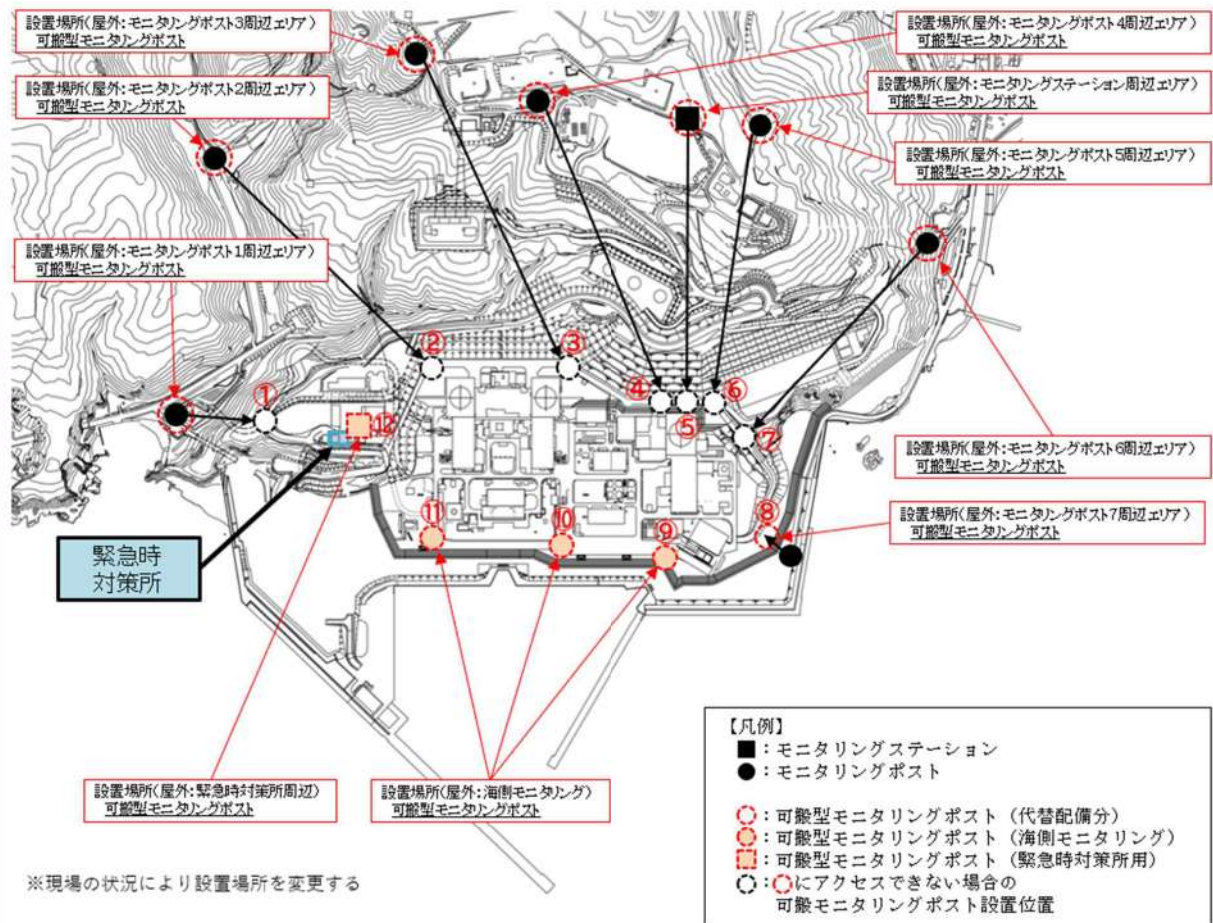 設置場所(屋外:モニタリングポスト3周辺エリア)
可搬型モニタリングポスト
設置場所(屋外:モニタリングポスト4周辺エリア)
可搬型モニタリングポスト
設置場所(屋外:モニタリングポスト2周辺エリア)
可搬型モニタリングポスト
設置場所(屋外:モニタリングステーション周辺エリア)
可搬型モニタリングポスト
設置場所(屋外:モニタリングポスト5周辺エリア)
可搬型モニタリングポスト
設置場所(屋外:モニタリングポスト1周辺エリア)
可搬型モニタリングポスト
②
③
①
④
⑤
⑥
⑫
⑦
設置場所(屋外:モニタリングポスト6周辺エリア)
可搬型モニタリングポスト
⑪
⑩
⑨
⑧
設置場所(屋外:モニタリングポスト7周辺エリア)
可搬型モニタリングポスト
緊急時
対策所
設置場所(屋外:緊急時対策所周辺)
可搬型モニタリングポスト
設置場所(屋外:海側モニタリング)
可搬型モニタリングポスト
【凡例】
■:モニタリングステーション
●:モニタリングポスト
:可搬型モニタリングポスト(代替配備分)
:可搬型モニタリングポスト(海側モニタリング)
:可搬型モニタリングポスト(緊急時対策所用)
:にアクセスできない場合の
可搬モニタリングポスト設置位置
※現場の状況により設置場所を変更する